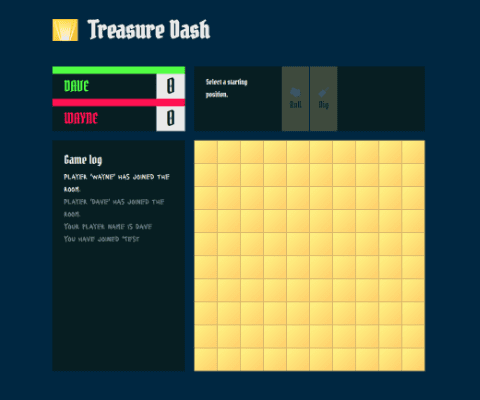 Treasure Dash
DAVE
0
WAYNE
0
Select a starting
position.
Roll
Dig
Game log
PLAYER 'WAYNE' HAS JOINED THE
ROOM.
PLAYER 'DAVE' HAS JOINED THE
ROOM.
YOUR PLAYER NAME IS DAVE
YOU HAVE JOINED 'TEST'